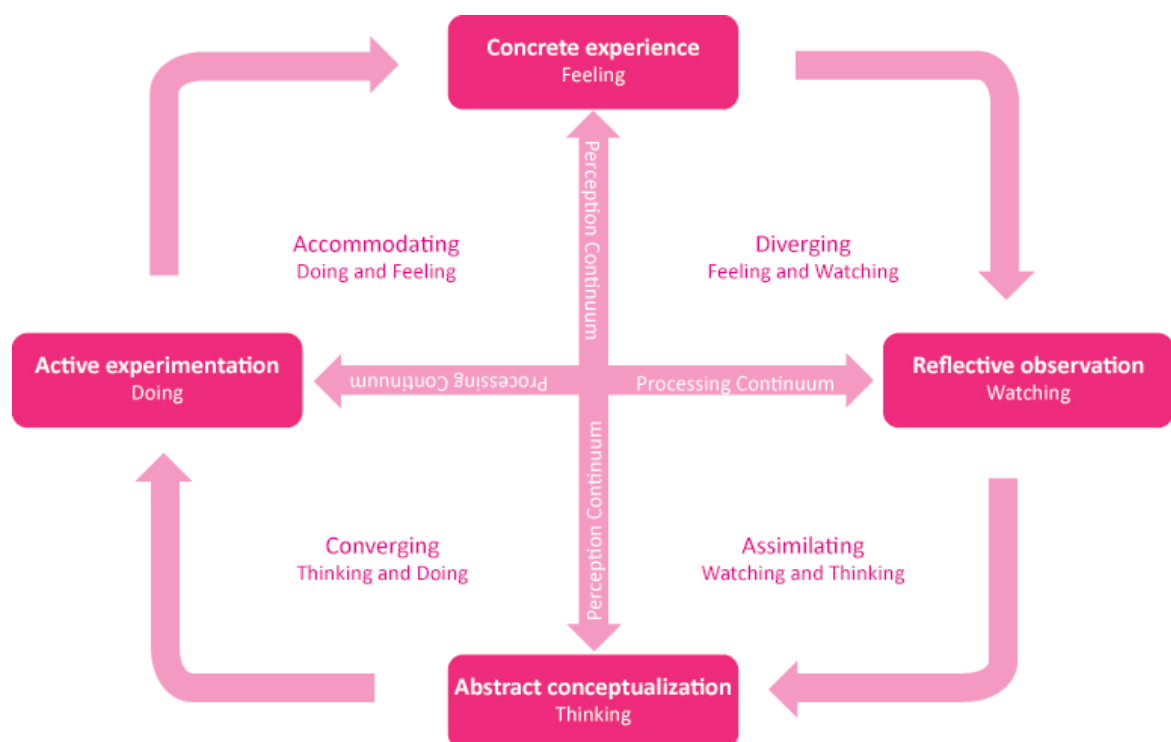 Concrete experience
Feeling
Perception Continuum
Accommodating
Doing and Feeling
Diverging
Feeling and Watching
Active experimentation
Doing
Processing Continuum
Processing Continuum
Reflective observation
Watching
Perception Continuum
Converging
Thinking and Doing
Assimilating
Watching and Thinking
Abstract conceptualization
Thinking